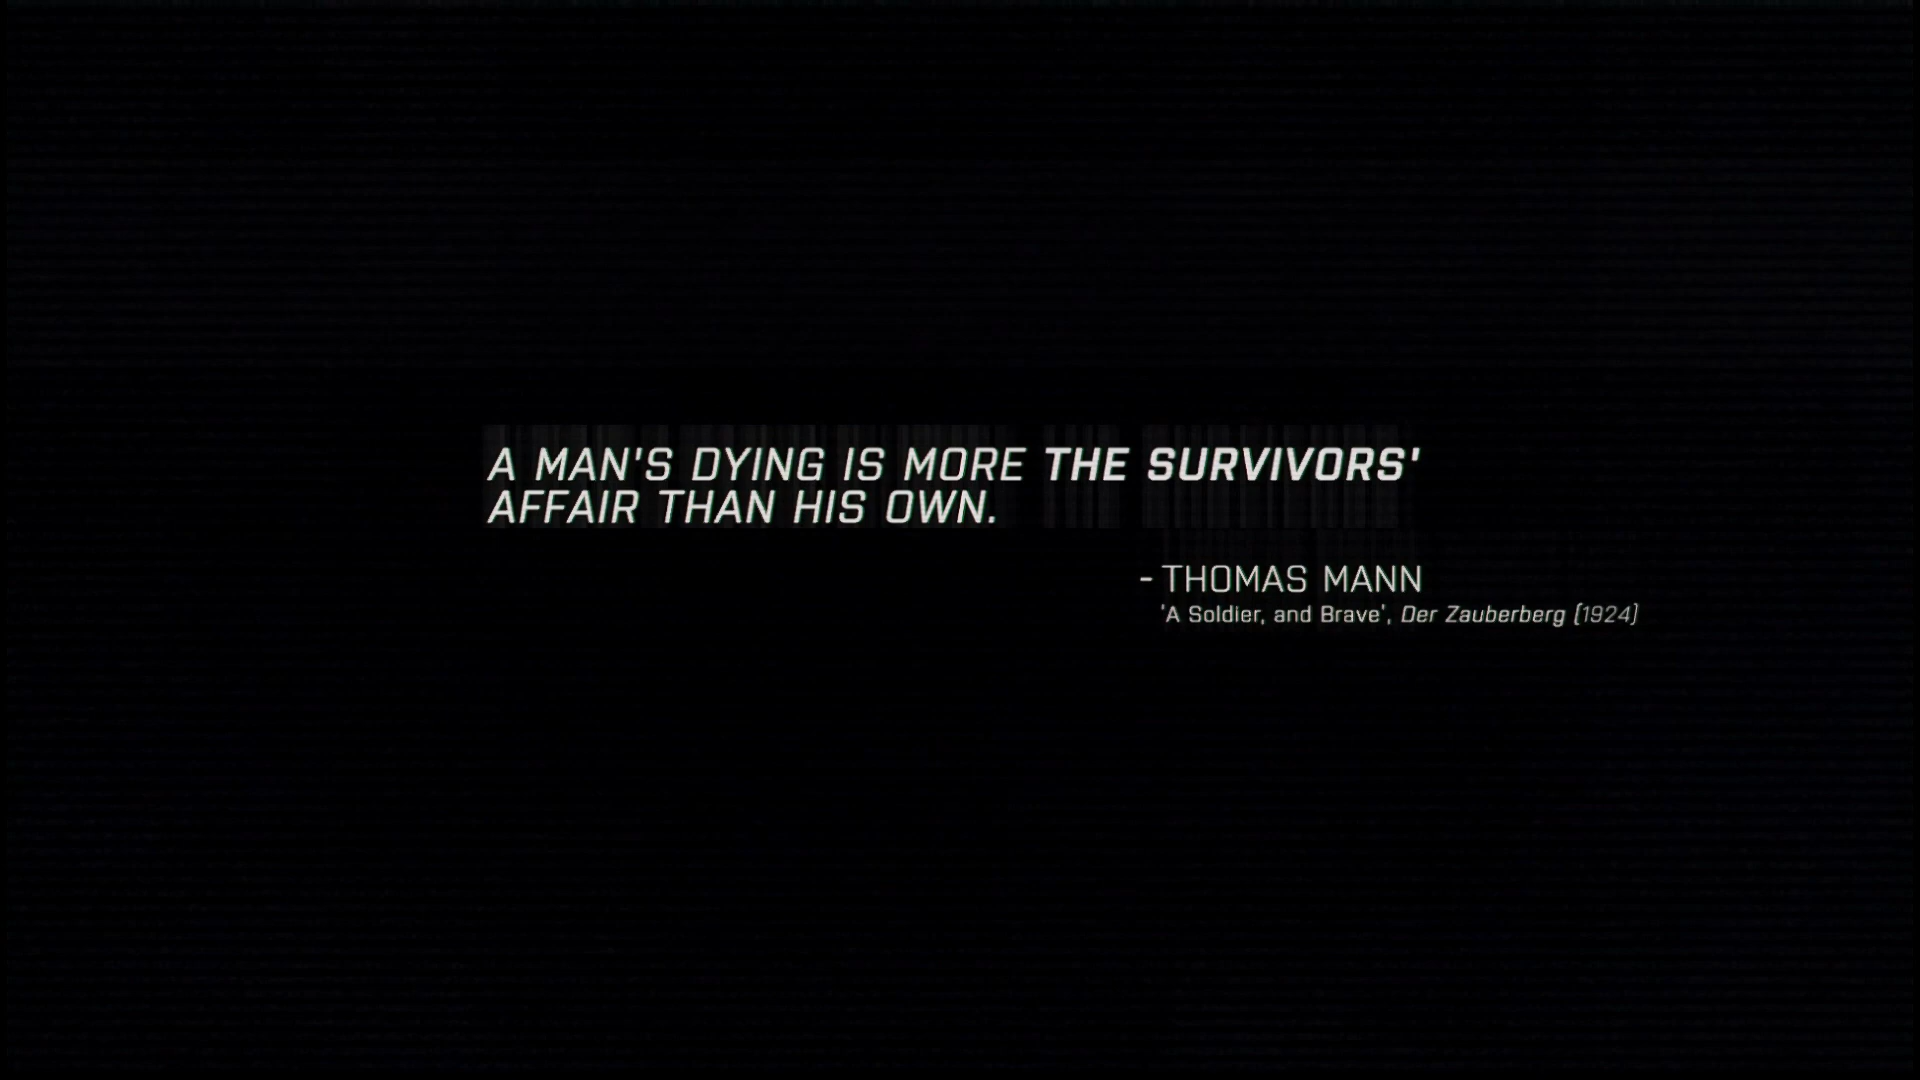 A MAN'S DYING IS MORE THE SURVIVORS'
AFFAIR THAN HIS OWN.
- THOMAS MANN
'A Soldier, and Brave', Der Zauberberg (1924)